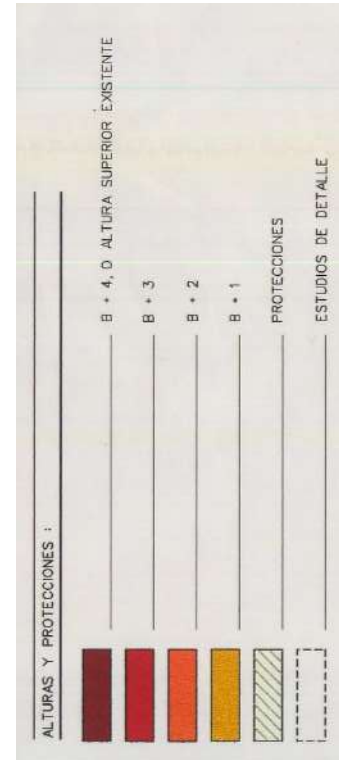 ALTURAS Y PROTECCIONES :
B + 4, O ALTURA SUPERIOR EXISTENTE
B + 3
B + 2
B + 1
PROTECCIONES
ESTUDIOS DE DETALLE